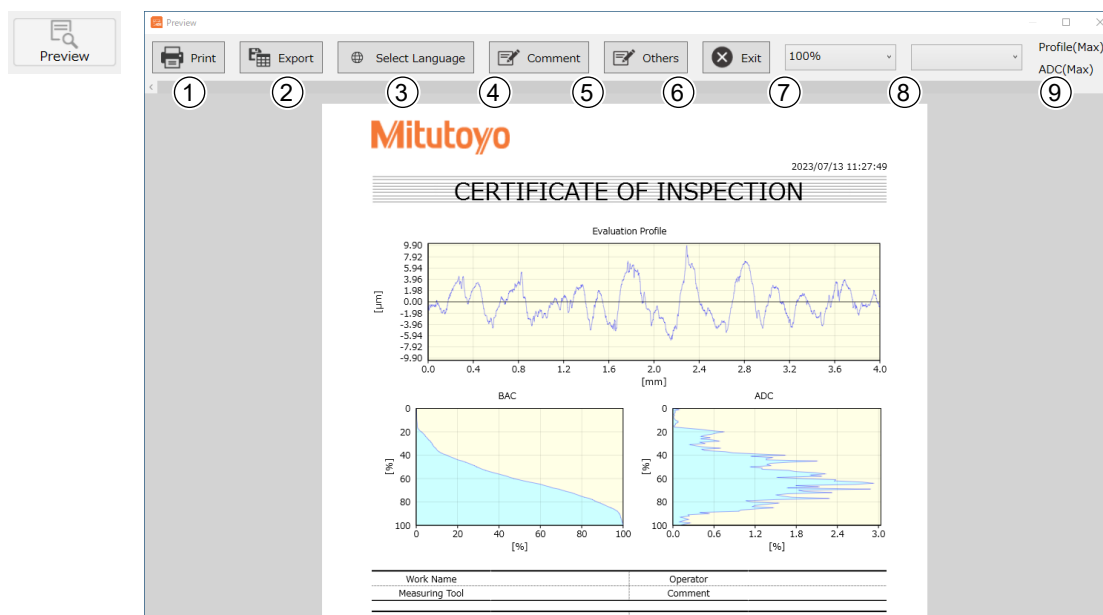 Preview
Preview
Print
Export
Select Language
Comment
Others
Exit
100%
Profile(Max)
ADC(Max)
1
2
3
4
5
6
7
8
9
Mitutoyo
2023/07/13 11:27:49
CERTIFICATE OF INSPECTION
Evaluation Profile
[μm]
9.90
7.92
5.94
3.96
1.98
0.00
-1.98
-3.96
-5.94
-7.92
-9.90
0.0 0.4 0.8 1.2 1.6 2.0 2.4 2.8 3.2 3.6 4.0
[mm]
BAC
[%]
0
20
40
60
80
100
0 20 40 60 80 100
[%]
ADC
[%]
0
20
40
60
80
100
0.0 0.6 1.2 1.8 2.4 3.0
[%]
Work Name Operator
Measuring Tool Comment